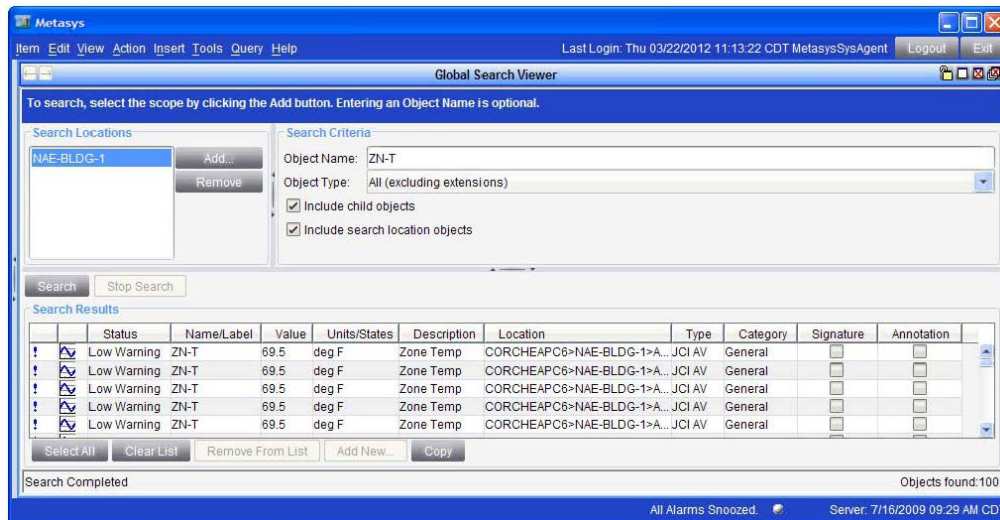 Metasys
Item Edit View Action Insert Tools Query Help Last Login: Thu 03/22/2012 11:13:22 CDT MetasysSysAgent Logout Exit
Global Search Viewer
To search, select the scope by clicking the Add button. Entering an Object Name is optional.
Search Locations
NAE-BLDG-1
Add...
Remove
Search Criteria
Object Name: ZN-T
Object Type: All (excluding extensions)
Include child objects
Include search location objects
Search Stop Search
Search Results
Status Name/Label Value Units/States Description Location Type Category Signature Annotation
! Low Warning ZN-T 69.5 deg F Zone Temp CORCHEAPC6>NAE-BLDG-1>A... JCI AV General
! Low Warning ZN-T 69.5 deg F Zone Temp CORCHEAPC6>NAE-BLDG-1>A... JCI AV General
! Low Warning ZN-T 69.5 deg F Zone Temp CORCHEAPC6>NAE-BLDG-1>A... JCI AV General
! Low Warning ZN-T 69.5 deg F Zone Temp CORCHEAPC6>NAE-BLDG-1>A... JCI AV General
! Low Warning ZN-T 69.5 deg F Zone Temp CORCHEAPC6>NAE-BLDG-1>A... JCI AV General
Select All Clear List Remove From List Add New... Copy
Search Completed Objects found:100
All Alarms Snoozed. Server: 7/16/2009 09:29 AM CD